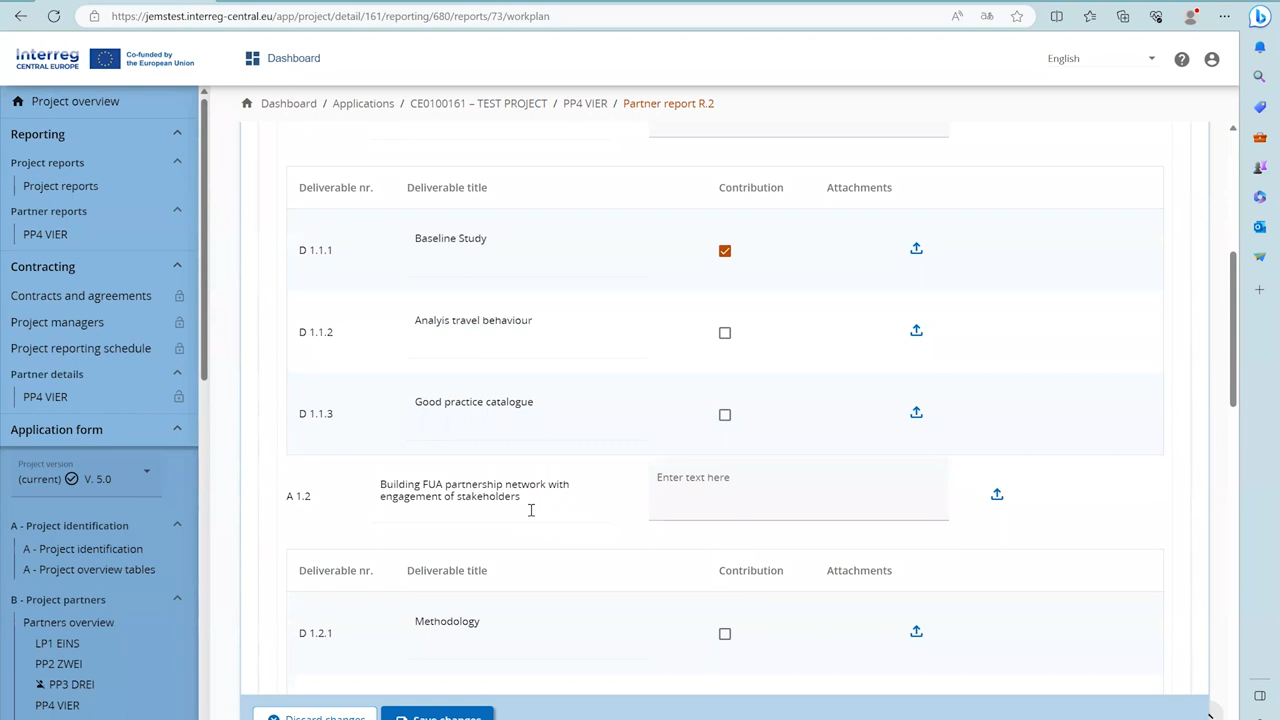 https://jemstest.interreg-central.eu/app/project/detail/161/reporting/680/reports/73/workplan
Interreg
CENTRAL EUROPE
Co-funded by
the European Union
Dashboard
English
Dashboard / Applications / CE0100161 – TEST PROJECT / PP4 VIER / Partner report R.2
Project overview
Reporting
Project reports
Project reports
Partner reports
PP4 VIER
Contracting
Contracts and agreements
Project managers
Project reporting schedule
Partner details
PP4 VIER
Application form
Project version
(current) V. 5.0
A - Project identification
A - Project identification
A - Project overview tables
B - Project partners
Partners overview
LP1 EINS
PP2 ZWEI
PP3 DREI
PP4 VIER
Deliverable nr. Deliverable title Contribution Attachments
D 1.1.1 Baseline Study
D 1.1.2 Analyis travel behaviour
D 1.1.3 Good practice catalogue
A 1.2 Building FUA partnership network with
engagement of stakeholders
Enter text here
Deliverable nr. Deliverable title Contribution Attachments
D 1.2.1 Methodology
Discard changes Save changes